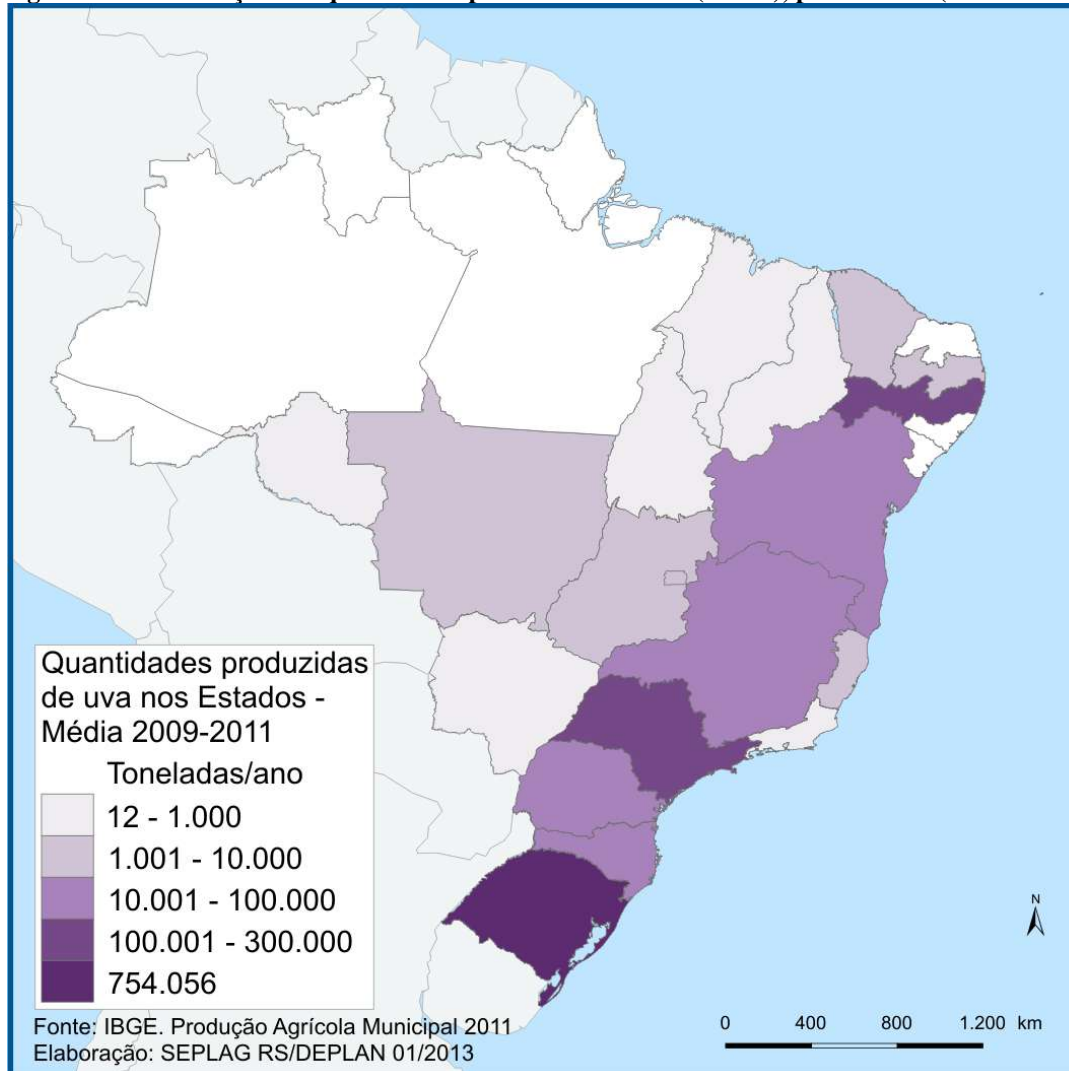 Quantidades produzidas
de uva nos Estados -
Média 2009-2011
Toneladas/ano
12 - 1.000
1.001 - 10.000
10.001 - 100.000
100.001 - 300.000
754.056
N
Fonte: IBGE. Produção Agrícola Municipal 2011
Elaboração: SEPLAG RS/DEPLAN 01/2013
0 400 800 1.200 km